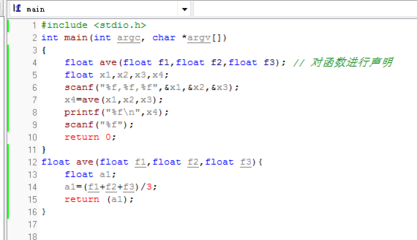 main
1 #include <stdio.h>
2 int main(int argc, char *argv[])
3 {
4 float ave(float f1,float f2,float f3); // 对函数进行声明
5 float x1,x2,x3,x4;
6 scanf("%f,%f,%f",&x1,&x2,&x3);
7 x4=ave(x1,x2,x3);
8 printf("%f\n",x4);
9 scanf("%f");
10 return 0;
11 }
12 float ave(float f1,float f2,float f3){
13 float a1;
14 a1=(f1+f2+f3)/3;
15 return (a1);
16 }
17
18